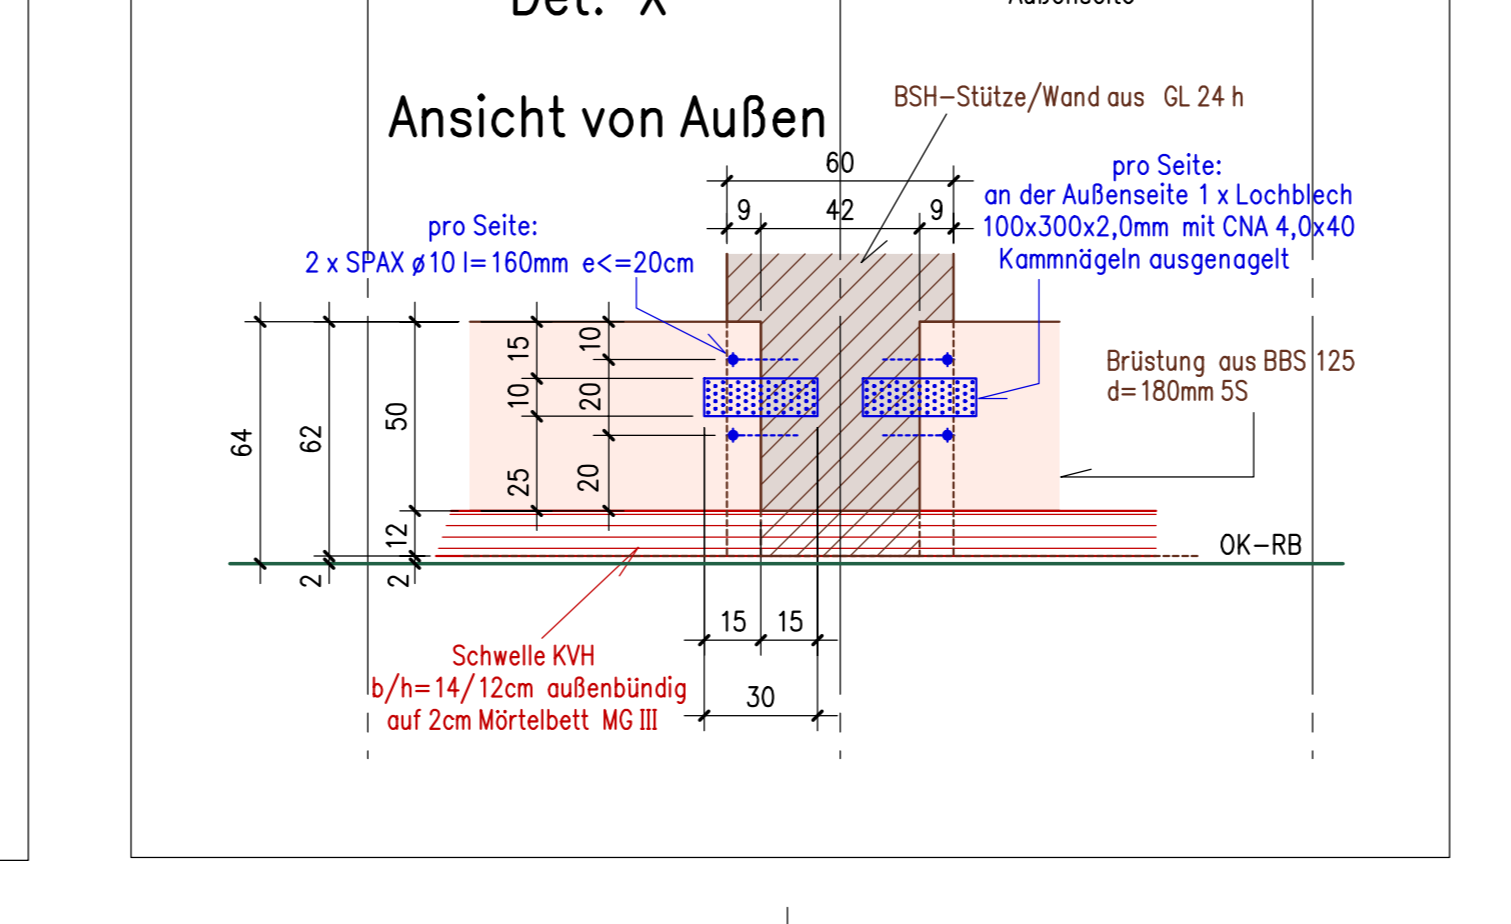 Det. X
Außenseite
Ansicht von Außen
BSH-Stütze/Wand aus GL 24 h
60
9 42 9
pro Seite:
an der Außenseite 1 x Lochblech
100x300x2,0mm mit CNA 4,0x40
Kammnägeln ausgenagelt
pro Seite:
2 x SPAX ø10 l=160mm e<=20cm
64
62
2
50
12
2
15
10
25
10
20
20
Brüstung aus BBS 125
d=180mm 5S
OK-RB
15 15
30
Schwelle KVH
b/h=14/12cm außenbündig
auf 2cm Mörtelbett MG III